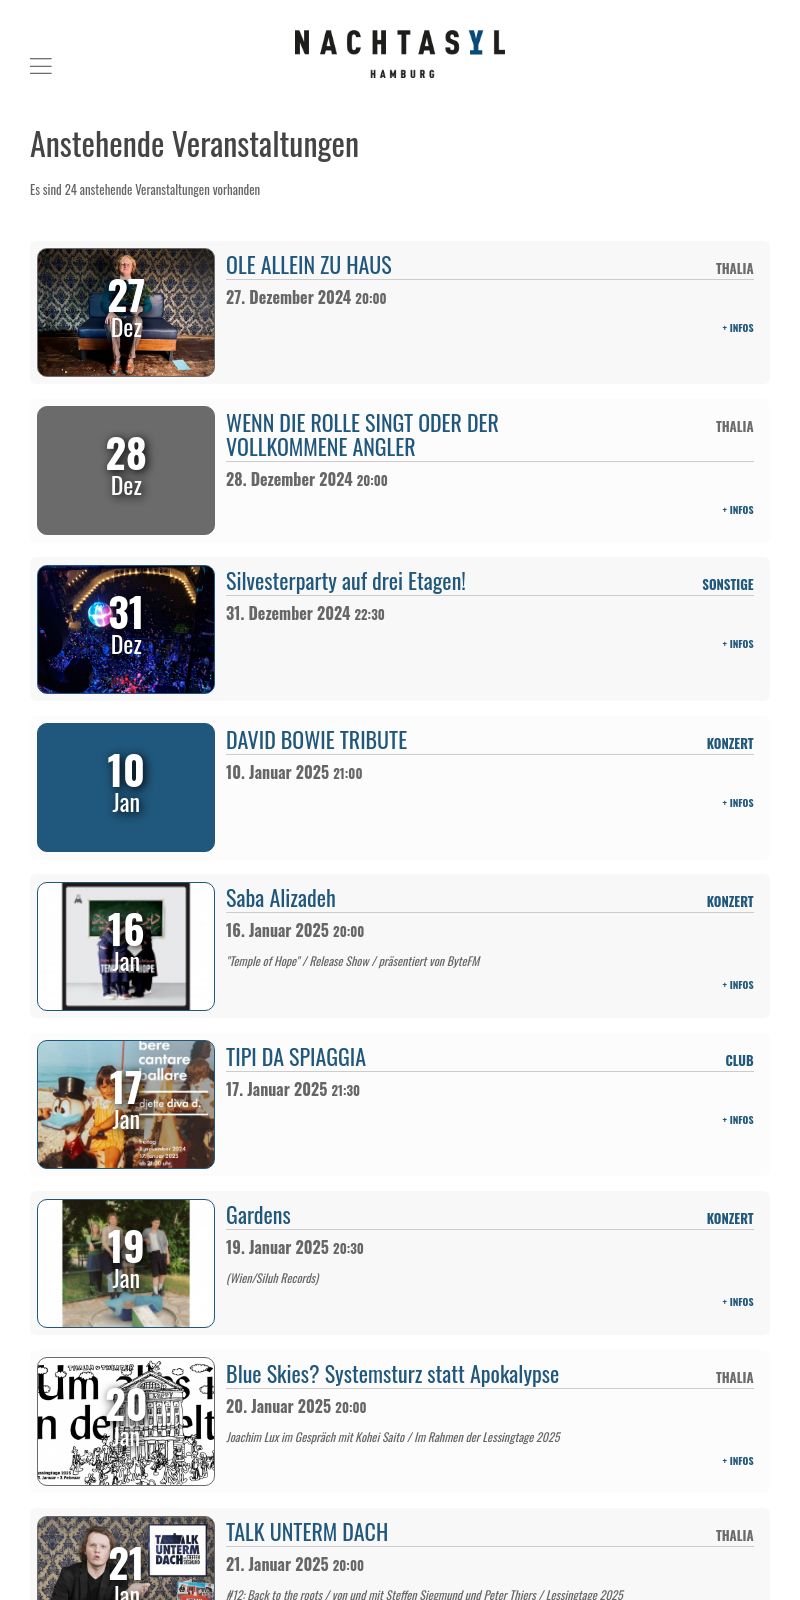 NACHTASYL
HAMBURG
Anstehende Veranstaltungen
Es sind 24 anstehende Veranstaltungen vorhanden
27
Dez
OLE ALLEIN ZU HAUS
THALIA
27. Dezember 2024 20:00
+ INFOS
28
Dez
WENN DIE ROLLE SINGT ODER DER
VOLLKOMMENE ANGLER
THALIA
28. Dezember 2024 20:00
+ INFOS
31
Dez
Silvesterparty auf drei Etagen!
SONSTIGE
31. Dezember 2024 22:30
+ INFOS
10
Jan
DAVID BOWIE TRIBUTE
KONZERT
10. Januar 2025 21:00
+ INFOS
16
Jan
Saba Alizadeh
KONZERT
16. Januar 2025 20:00
"Temple of Hope" / Release Show / präsentiert von ByteFM
+ INFOS
bere
cantare
ballare
17
Jan
djette diva d.
TIPI DA SPIAGGIA
CLUB
17. Januar 2025 21:30
+ INFOS
19
Jan
Gardens
KONZERT
19. Januar 2025 20:30
(Wien/Siluh Records)
+ INFOS
20
Jan
Blue Skies? Systemsturz statt Apokalypse
THALIA
20. Januar 2025 20:00
Joachim Lux im Gespräch mit Kohei Saito / Im Rahmen der Lessingtage 2025
+ INFOS
21
Jan
UNTERM
DACH
TALK UNTERM DACH
THALIA
21. Januar 2025 20:00
#12: Back to the roots / von und mit Steffen Siegmund und Peter Thiers / Lessingtage 2025